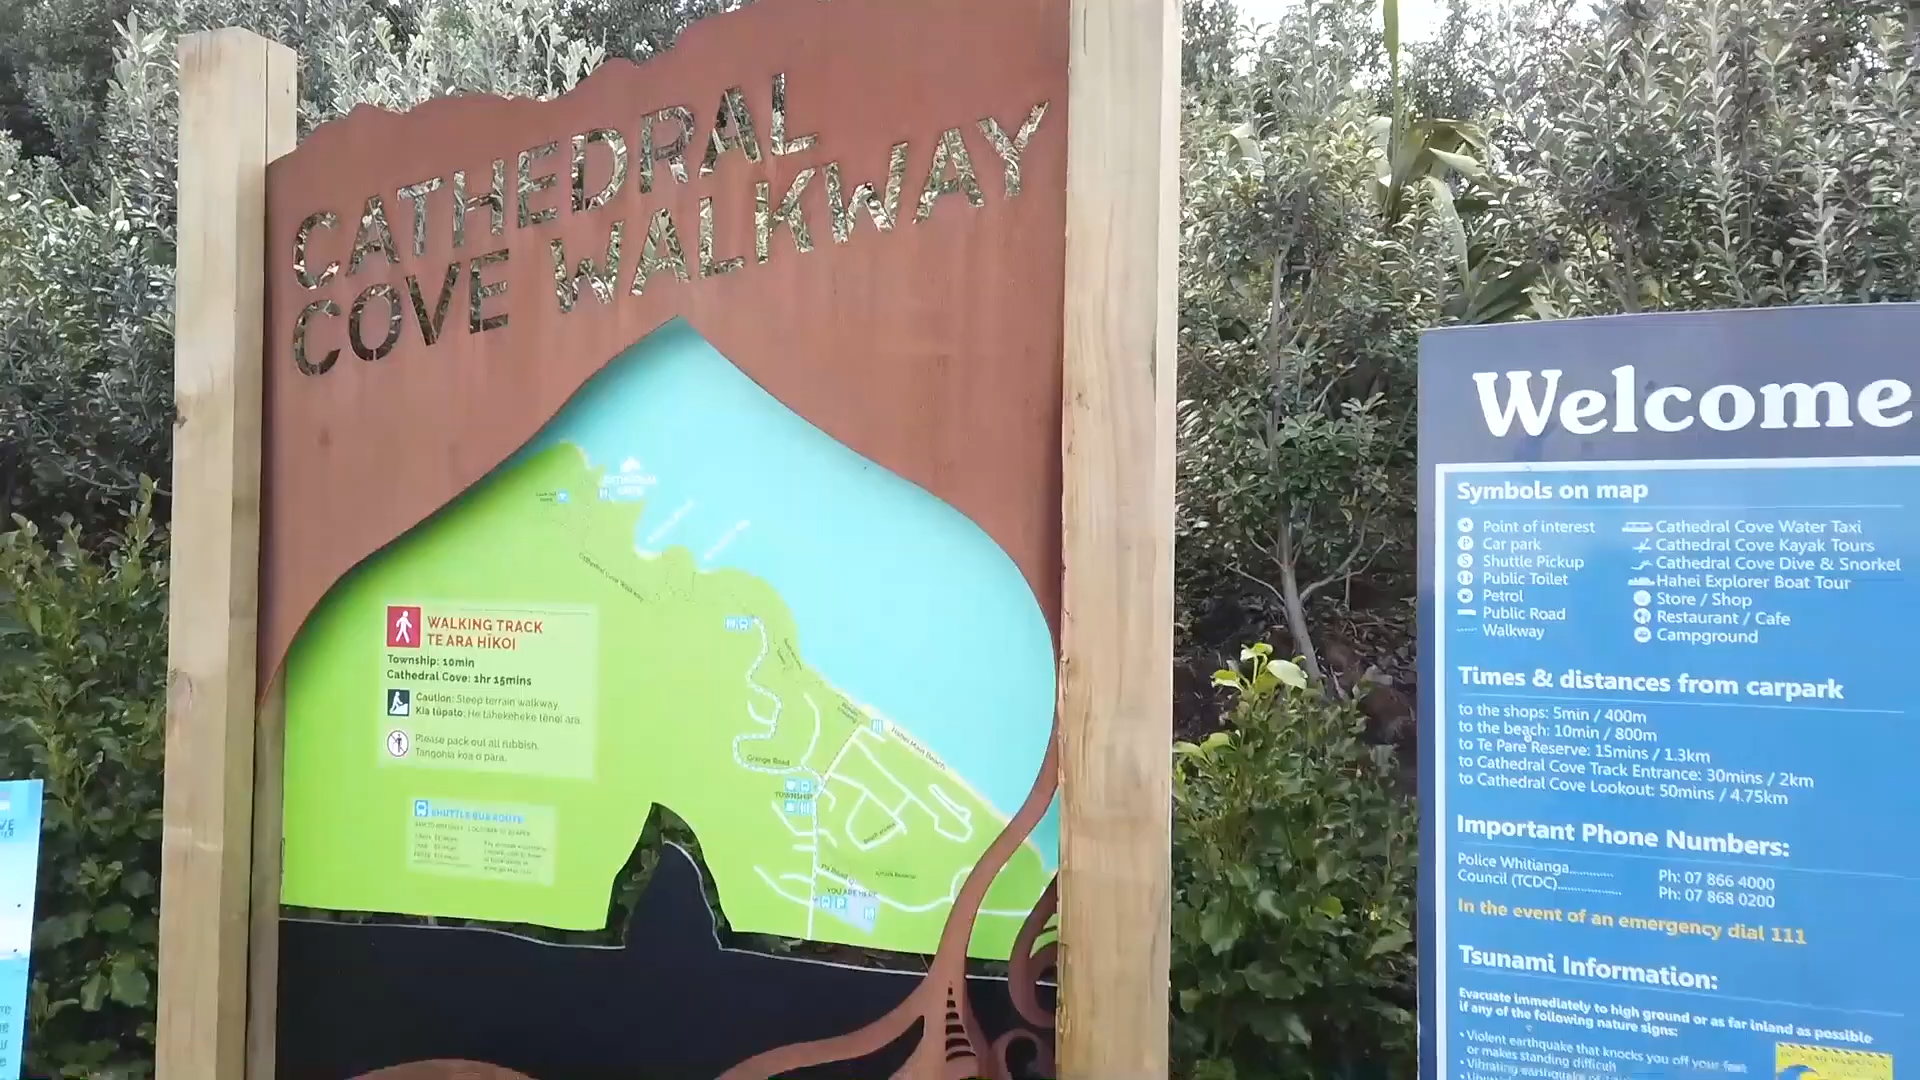 CATHEDRAL
COVE WALKWAY
WALKING TRACK
TE ARA HĪKOI
Township: 10min
Cathedral Cove: 1hr 15mins
Caution: Steep terrain walkway.
Kia tūpato: He tahekeheke tēnei ara.
Please pack out all rubbish.
Tangohia koa ō para.
SHUTTLE BUS ROUTE
Cathedral Cove Walkway
Hahei Main Beach
Grange Road
TOWNSHIP
Pa Road
YOU ARE HERE
Welcome
Symbols on map
Point of interest
Car park
Shuttle Pickup
Public Toilet
Petrol
Public Road
Walkway
Cathedral Cove Water Taxi
Cathedral Cove Kayak Tours
Cathedral Cove Dive & Snorkel
Hahei Explorer Boat Tour
Store / Shop
Restaurant / Cafe
Campground
Times & distances from carpark
to the shops: 5min / 400m
to the beach: 10min / 800m
to Te Pare Reserve: 15mins / 1.3km
to Cathedral Cove Track Entrance: 30mins / 2km
to Cathedral Cove Lookout: 50mins / 4.75km
Important Phone Numbers:
Police Whitianga............ Ph: 07 866 4000
Council (TCDC)................. Ph: 07 868 0200
In the event of an emergency dial 111
Tsunami Information:
Evacuate immediately to high ground or as far inland as possible
if any of the following nature signs:
• Violent earthquake that knocks you off your feet
or makes standing difficult
• Vibrating earthquake